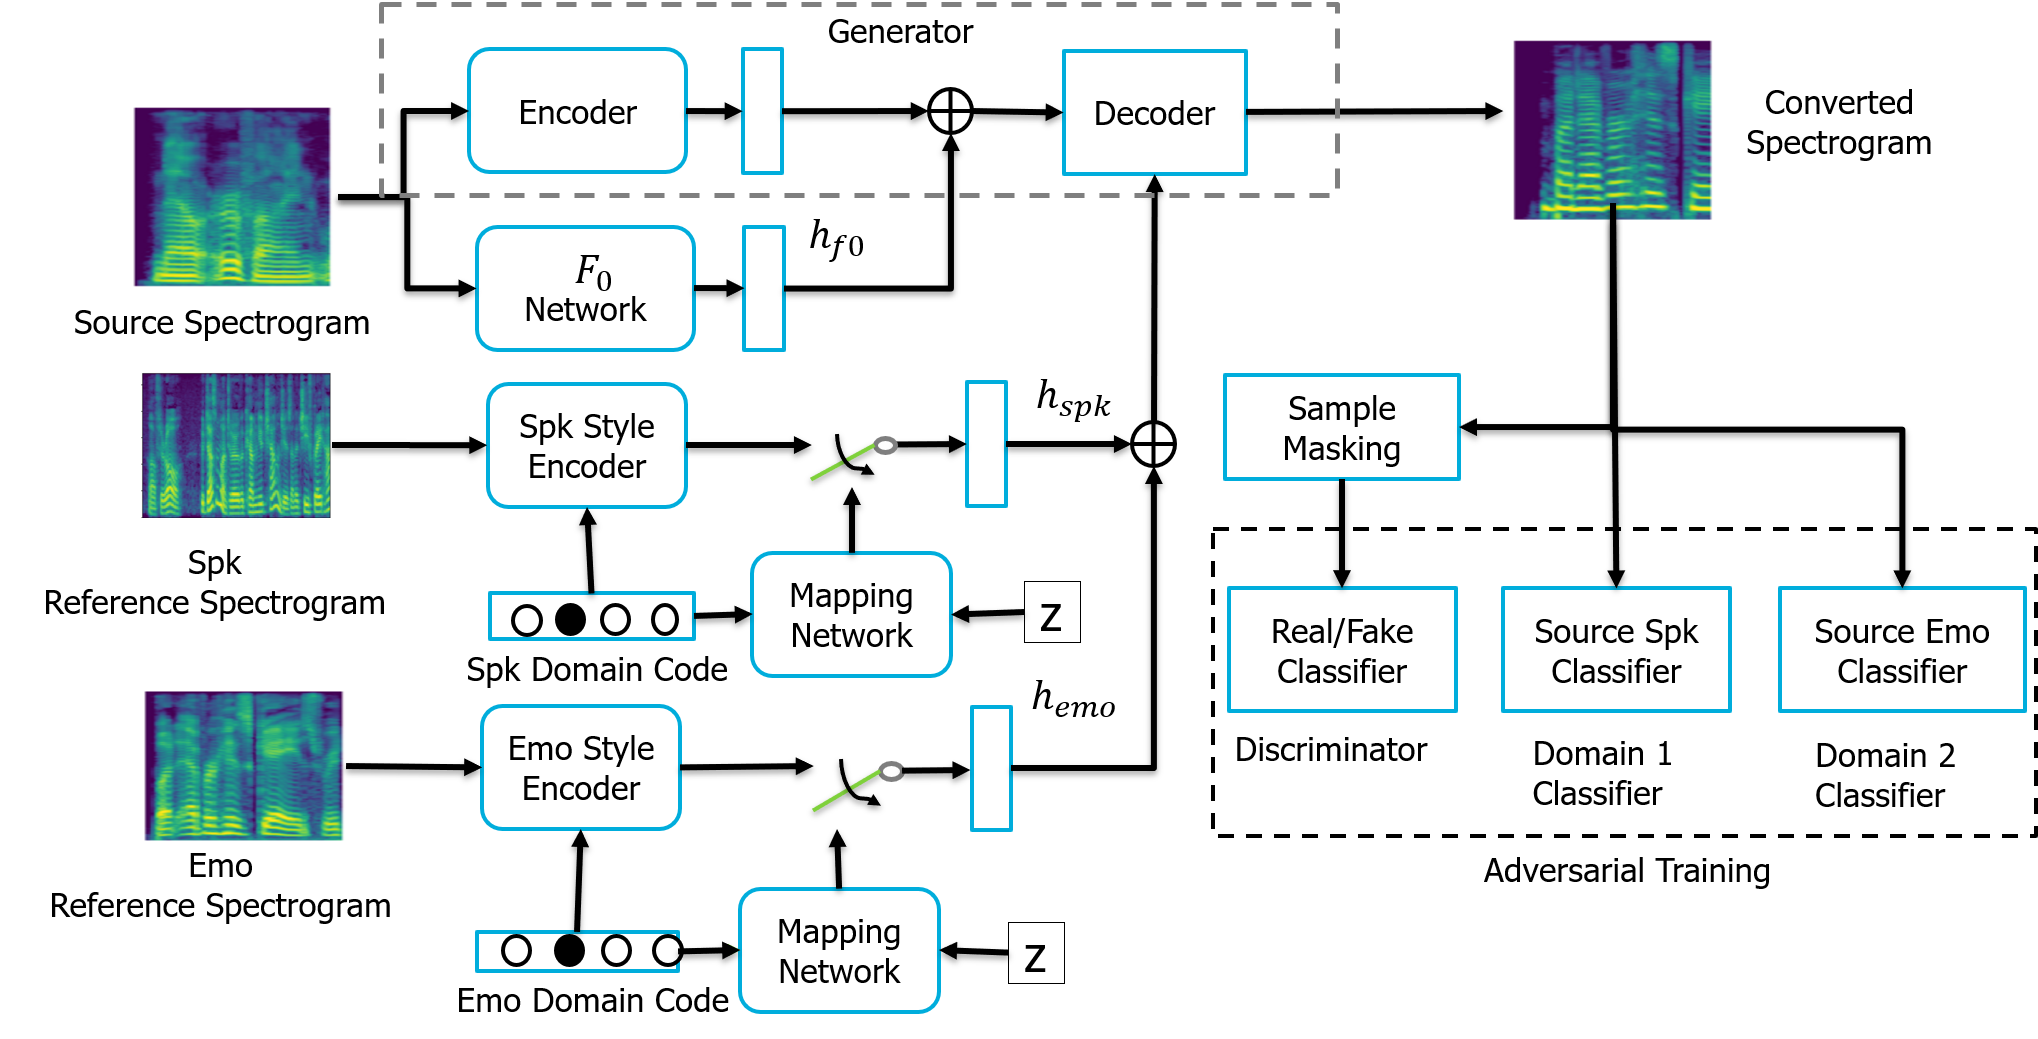 Generator
Encoder
Decoder
Converted
Spectrogram
Source Spectrogram
F₀
Network
h_{f0}
Spk Style
Encoder
h_{spk}
Sample
Masking
Spk
Reference Spectrogram
Spk Domain Code
Mapping
Network
z
Real/Fake
Classifier
Source Spk
Classifier
Source Emo
Classifier
Discriminator
Domain 1
Classifier
Domain 2
Classifier
Adversarial Training
Emo Style
Encoder
h_{emo}
Emo
Reference Spectrogram
Emo Domain Code
Mapping
Network
z